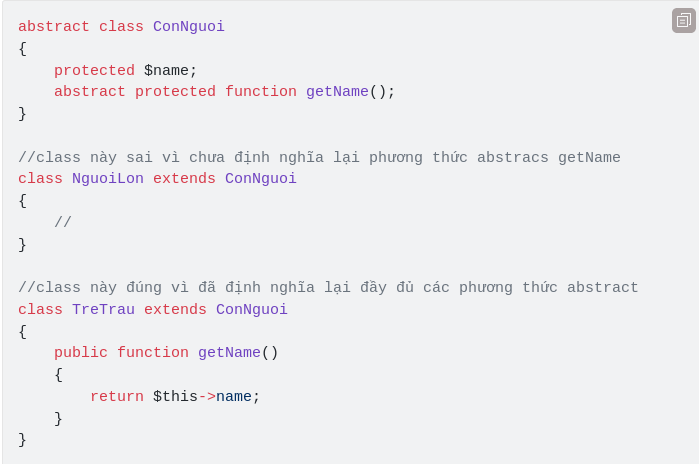 abstract class ConNguoi
{
    protected $name;
    abstract protected function getName();
}

//class này sai vì chưa định nghĩa lại phương thức abstracs getName
class NguoiLon extends ConNguoi
{
    //
}

//class này đúng vì đã định nghĩa lại đầy đủ các phương thức abstract
class TreTrau extends ConNguoi
{
    public function getName()
    {
        return $this->name;
    }
}